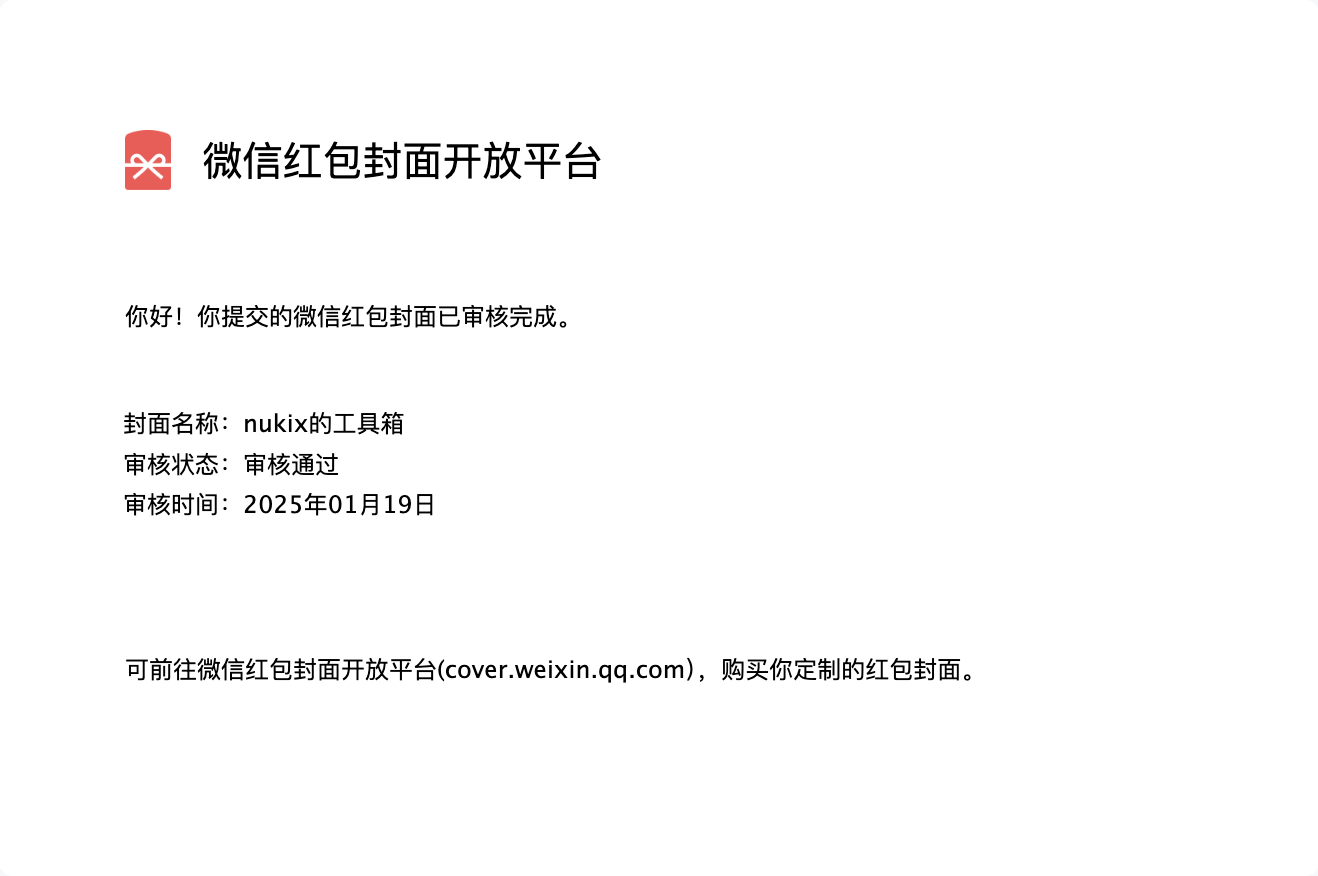 微信红包封面开放平台
你好！你提交的微信红包封面已审核完成。
封面名称：nukix的工具箱
审核状态：审核通过
审核时间：2025年01月19日
可前往微信红包封面开放平台(cover.weixin.qq.com)，购买你定制的红包封面。